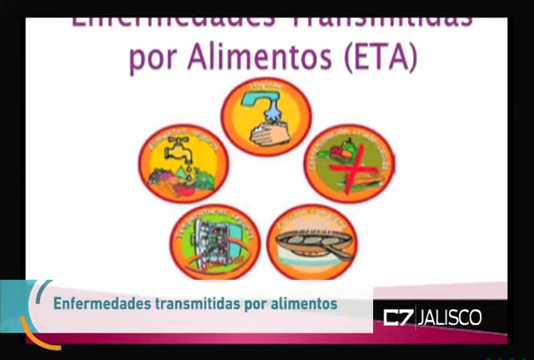 Enfermedades Transmitidas
por Alimentos (ETA)
Enfermedades transmitidas por alimentos
C7 JALISCO